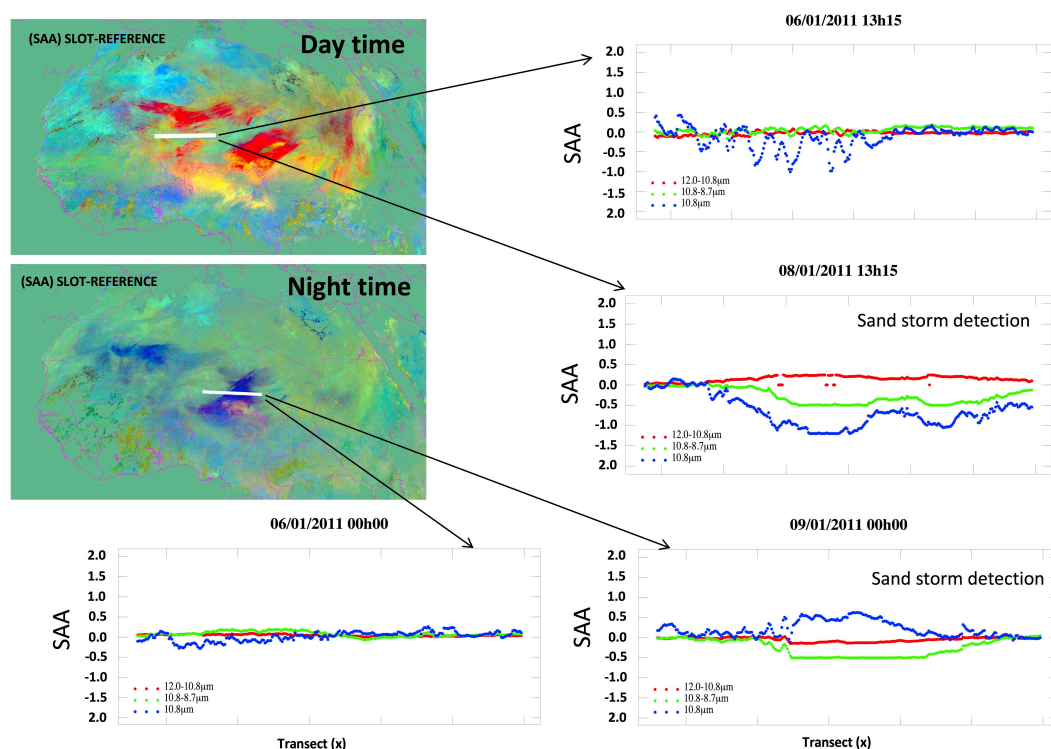 (SAA) SLOT-REFERENCE
Day time
06/01/2011 13h15
SAA
2.0
1.5
1.0
0.5
0.0
-0.5
-1.0
-1.5
2.0
12.0-10.8μm
10.8-8.7μm
10.8μm
(SAA) SLOT-REFERENCE
Night time
08/01/2011 13h15
Sand storm detection
SAA
2.0
1.5
1.0
0.5
0.0
-0.5
-1.0
-1.5
2.0
12.0-10.8μm
10.8-8.7μm
10.8μm
06/01/2011 00h00
SAA
2.0
1.5
1.0
0.5
0.0
-0.5
-1.0
-1.5
2.0
12.0-10.8μm
10.8-8.7μm
10.8μm
Transect (x)
09/01/2011 00h00
Sand storm detection
SAA
2.0
1.5
1.0
0.5
0.0
-0.5
-1.0
-1.5
2.0
12.0-10.8μm
10.8-8.7μm
10.8μm
Transect (x)